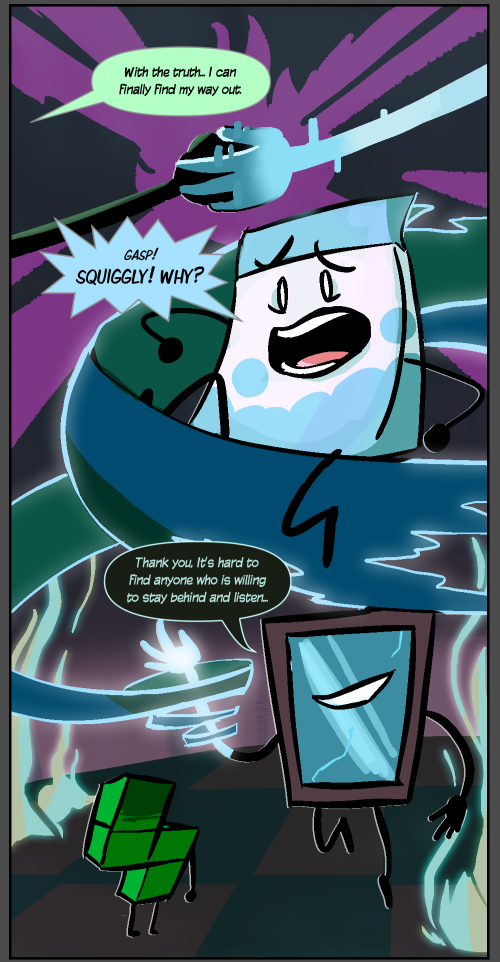 With the truth.. I can
finally find my way out.
GASP!
SQUIGGLY! WHY?
Thank you, It's hard to
find anyone who is willing
to stay behind and listen..